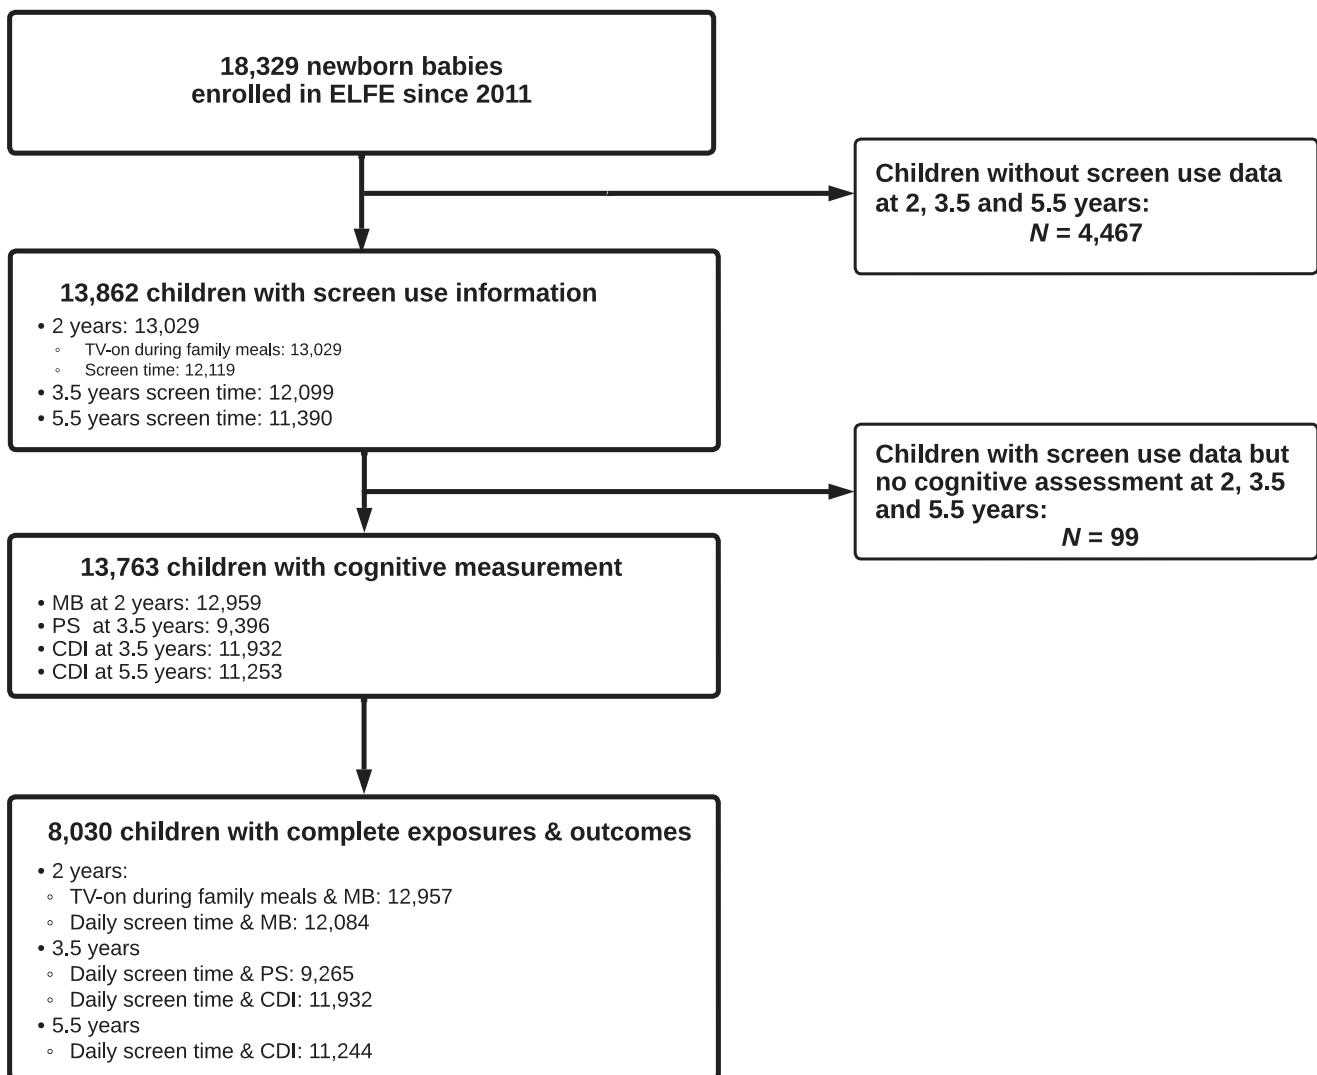 18,329 newborn babies
enrolled in ELFE since 2011
Children without screen use data
at 2, 3.5 and 5.5 years:
N = 4,467
13,862 children with screen use information
• 2 years: 13,029
◦ TV-on during family meals: 13,029
◦ Screen time: 12,119
• 3.5 years screen time: 12,099
• 5.5 years screen time: 11,390
Children with screen use data but
no cognitive assessment at 2, 3.5
and 5.5 years:
N = 99
13,763 children with cognitive measurement
• MB at 2 years: 12,959
• PS at 3.5 years: 9,396
• CDI at 3.5 years: 11,932
• CDI at 5.5 years: 11,253
8,030 children with complete exposures & outcomes
• 2 years:
◦ TV-on during family meals & MB: 12,957
◦ Daily screen time & MB: 12,084
• 3.5 years
◦ Daily screen time & PS: 9,265
◦ Daily screen time & CDI: 11,932
• 5.5 years
◦ Daily screen time & CDI: 11,244